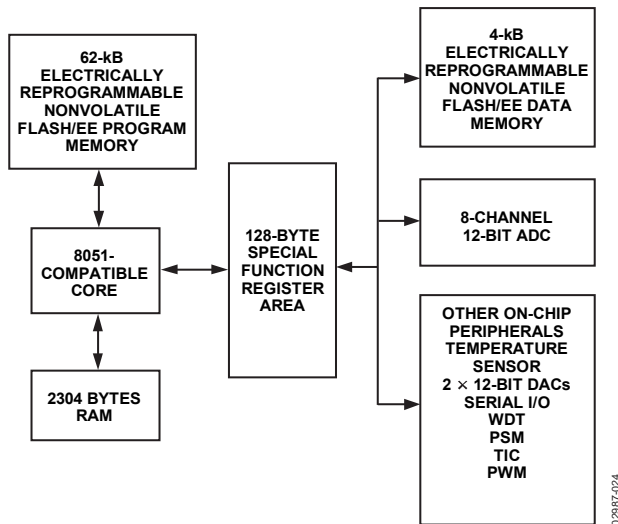 62-kB
ELECTRICALLY
REPROGRAMMABLE
NONVOLATILE
FLASH/EE PROGRAM
MEMORY
8051-
COMPATIBLE
CORE
2304 BYTES
RAM
128-BYTE
SPECIAL
FUNCTION
REGISTER
AREA
4-kB
ELECTRICALLY
REPROGRAMMABLE
NONVOLATILE
FLASH/EE DATA
MEMORY
8-CHANNEL
12-BIT ADC
OTHER ON-CHIP
PERIPHERALS
TEMPERATURE
SENSOR
2 × 12-BIT DACs
SERIAL I/O
WDT
PSM
TIC
PWM
02987-024